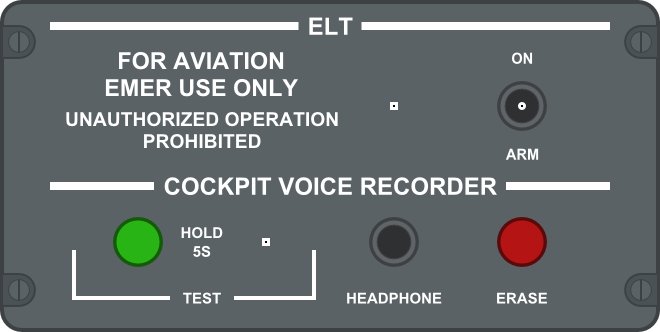 ELT
FOR AVIATION
EMER USE ONLY
UNAUTHORIZED OPERATION
PROHIBITED
ON
ARM
COCKPIT VOICE RECORDER
HOLD
5S
TEST
HEADPHONE
ERASE